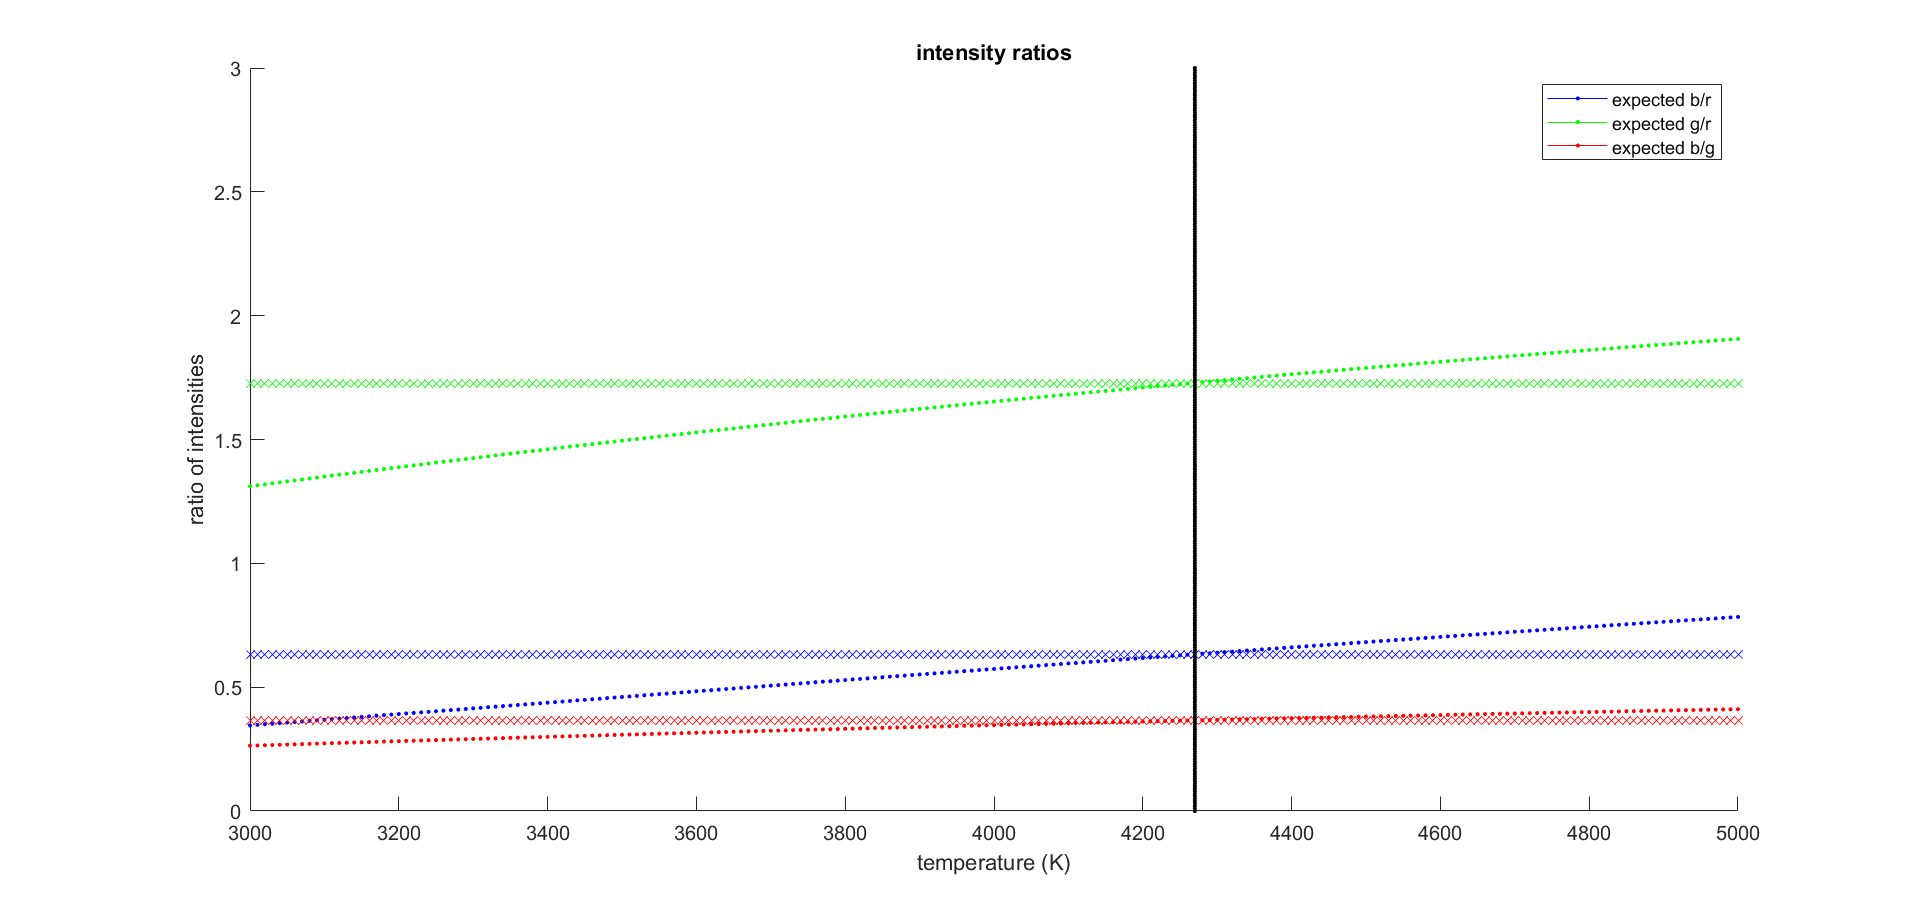 intensity ratios
3
2.5
2
1.5
1
0.5
0
ratio of intensities
expected b/r
expected g/r
expected b/g
3000 3200 3400 3600 3800 4000 4200 4400 4600 4800 5000
temperature (K)